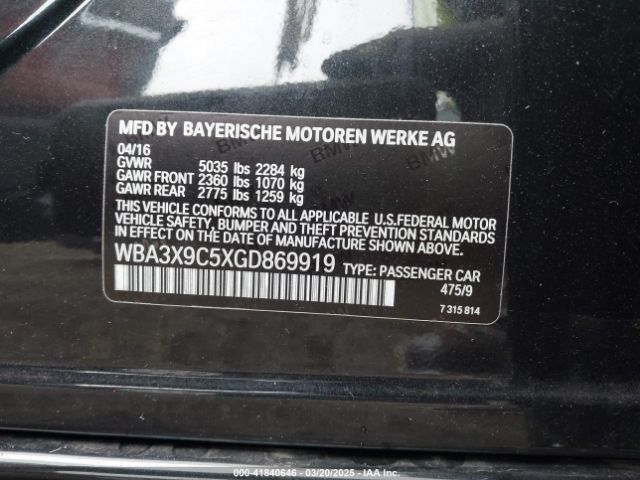 MFD BY BAYERISCHE MOTOREN WERKE AG
04/16
GVWR 5035 lbs 2284 kg
GAWR FRONT 2360 lbs 1070 kg
GAWR REAR 2775 lbs 1259 kg
THIS VEHICLE CONFORMS TO ALL APPLICABLE U.S.FEDERAL MOTOR
VEHICLE SAFETY, BUMPER AND THEFT PREVENTION STANDARDS
IN EFFECT ON THE DATE OF MANUFACTURE SHOWN ABOVE.
WBA3X9C5XGD869919 TYPE: PASSENGER CAR
475/9
7 315 814
000-41840646 - 03/20/2025 - IAA Corp.